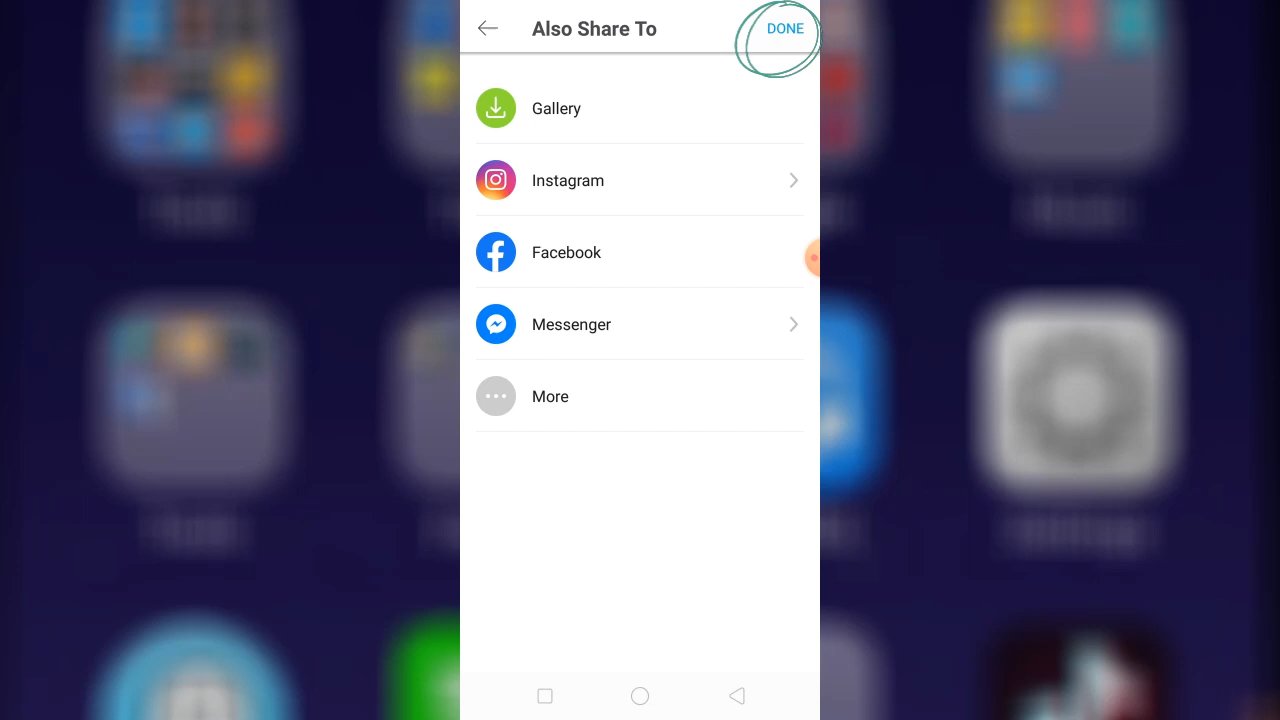 Also Share To
DONE
Gallery
Instagram
Facebook
Messenger
More